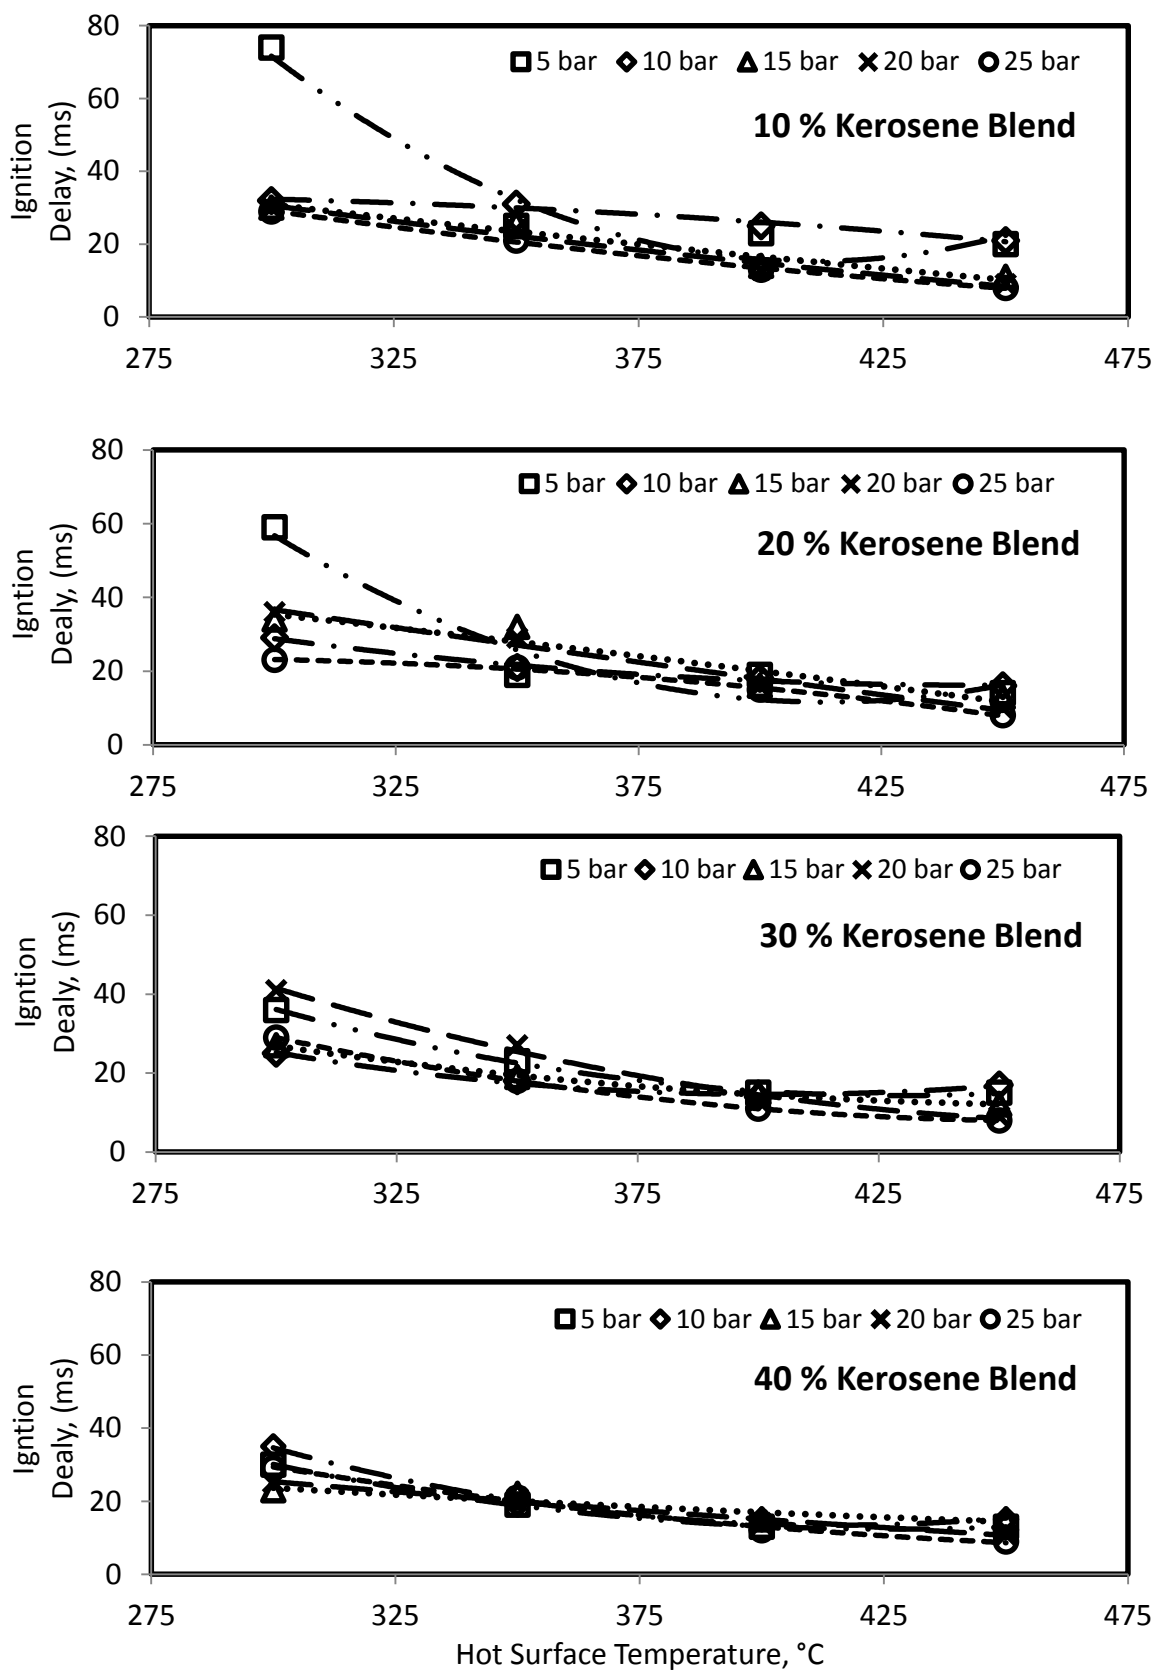 80
5 bar 10 bar 15 bar 20 bar 25 bar
60
10 % Kerosene Blend
40
20
0
Ignition
Delay, (ms)
275 325 375 425 475
80
5 bar 10 bar 15 bar 20 bar 25 bar
60
20 % Kerosene Blend
40
20
0
Igntion
Dealy, (ms)
275 325 375 425 475
80
5 bar 10 bar 15 bar 20 bar 25 bar
60
30 % Kerosene Blend
40
20
0
Igntion
Dealy, (ms)
275 325 375 425 475
80
5 bar 10 bar 15 bar 20 bar 25 bar
60
40 % Kerosene Blend
40
20
0
Igntion
Dealy, (ms)
275 325 375 425 475
Hot Surface Temperature, °C